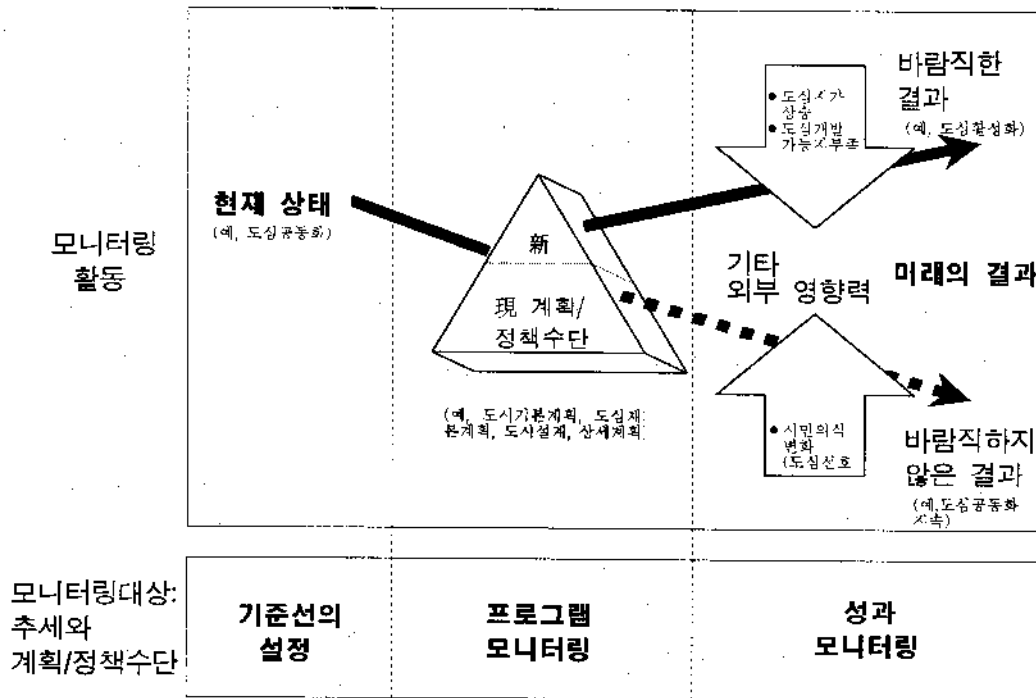 모니터링
활동
현재 상태
(예, 도심공동화)
新
現 계획/
정책수단
(예, 도시기본계획, 도심재
본계획, 도시설계, 상세계획
• 도심지가
상승
• 도심개발
가능지부족
바람직한
결과
(예, 도심활성화)
기타
외부 영향력
미래의 결과
• 시민의식
변화
(도심선호
바람직하지
않은 결과
(예,도심공동화
지속)
모니터링대상:
추세와
계획/정책수단
기준선의
설정
프로그램
모니터링
성과
모니터링